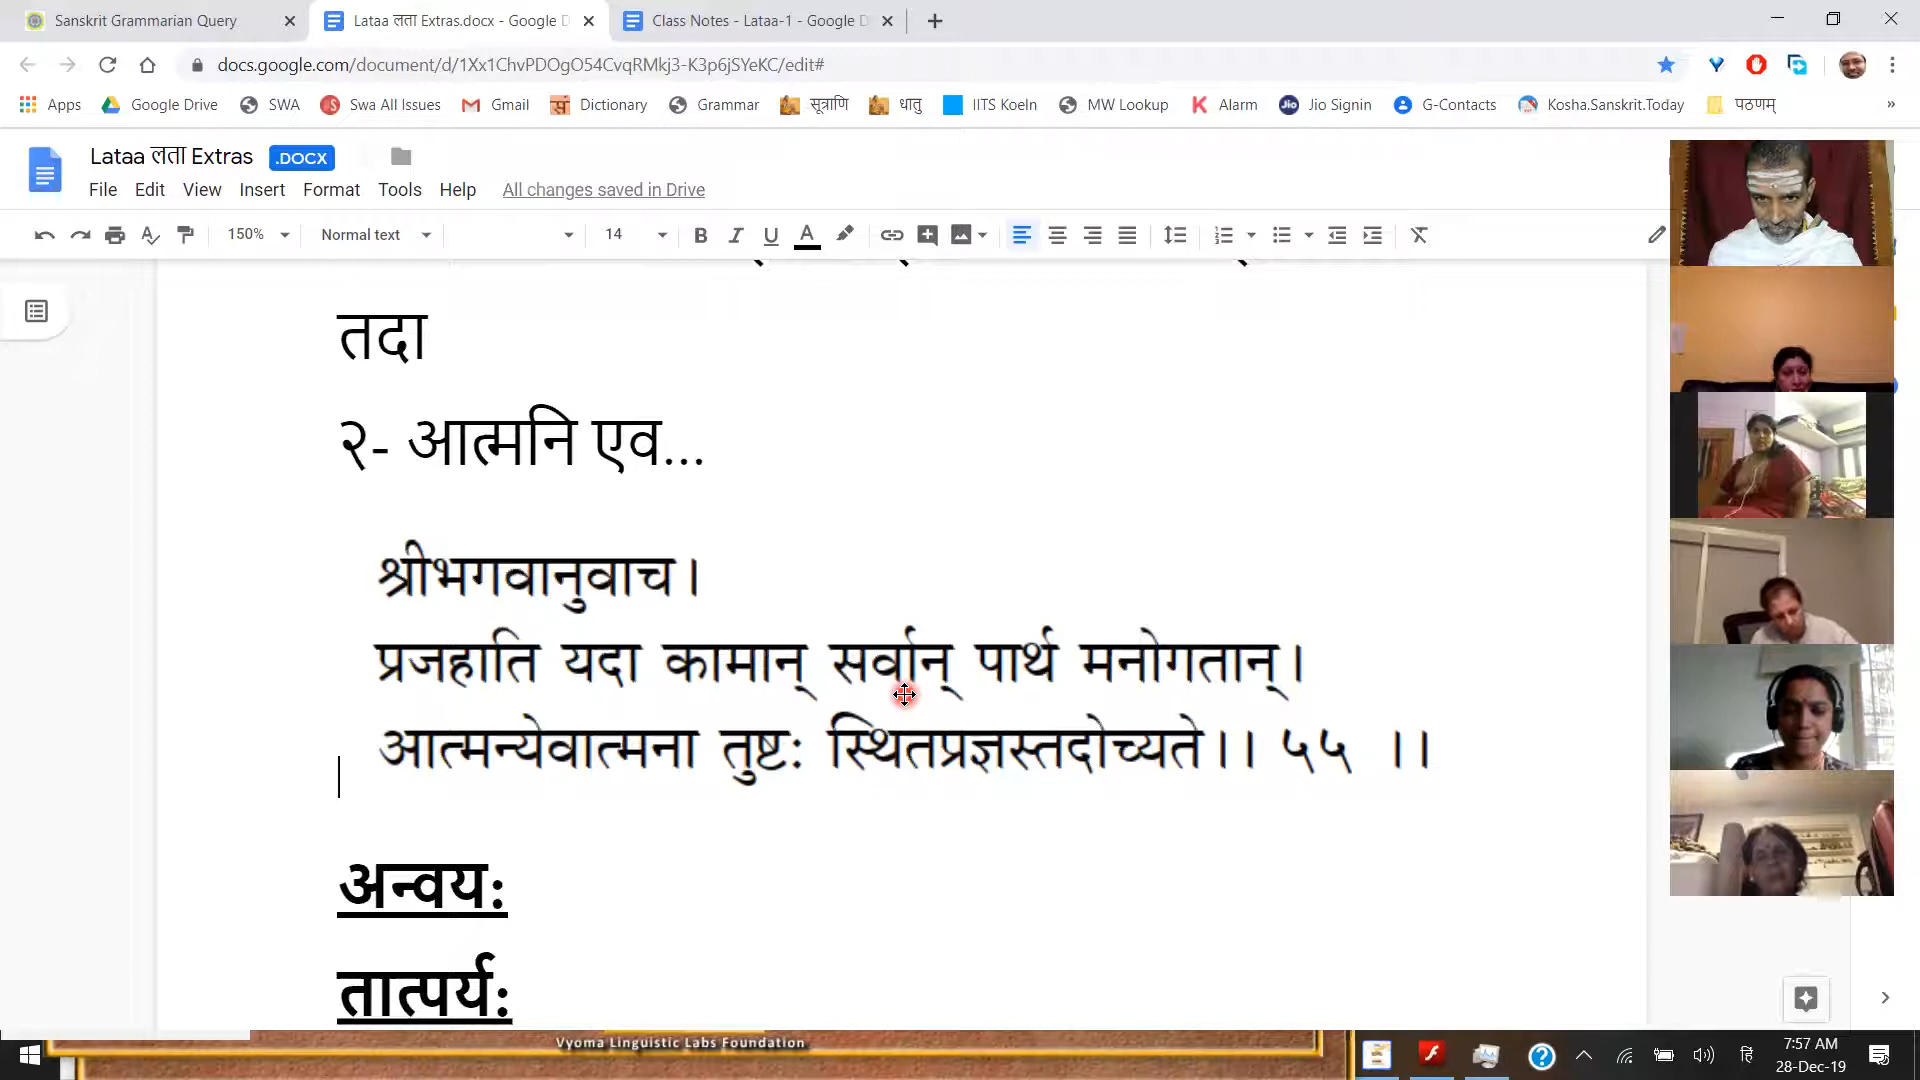 Sanskrit Grammarian Query
Lataa लता Extras.docx - Google D
Class Notes - Lataa-1 - Google D
docs.google.com/document/d/1Xx1ChvPDOgO54CvqRMkj3-K3p6jSYeKC/edit#
Apps Google Drive SWA Swa All Issues Gmail Dictionary Grammar सूत्राणि धातु IITS Koeln MW Lookup Alarm Jio Signin G-Contacts Kosha.Sanskrit.Today पठणम् »
Lataa लता Extras .DOCX
File Edit View Insert Format Tools Help All changes saved in Drive
150% Normal text 14
तदा
२- आत्मनि एव...
श्रीभगवानुवाच।
प्रजहाति यदा कामान् सर्वान् पार्थ मनोगतान्।
आत्मन्येवात्मना तुष्टः स्थितप्रज्ञस्तदोच्यते।। ५५ ।।
अन्वयः
तात्पर्यः
Vyoma Linguistic Labs Foundation
हि
7:57 AM
28-Dec-19